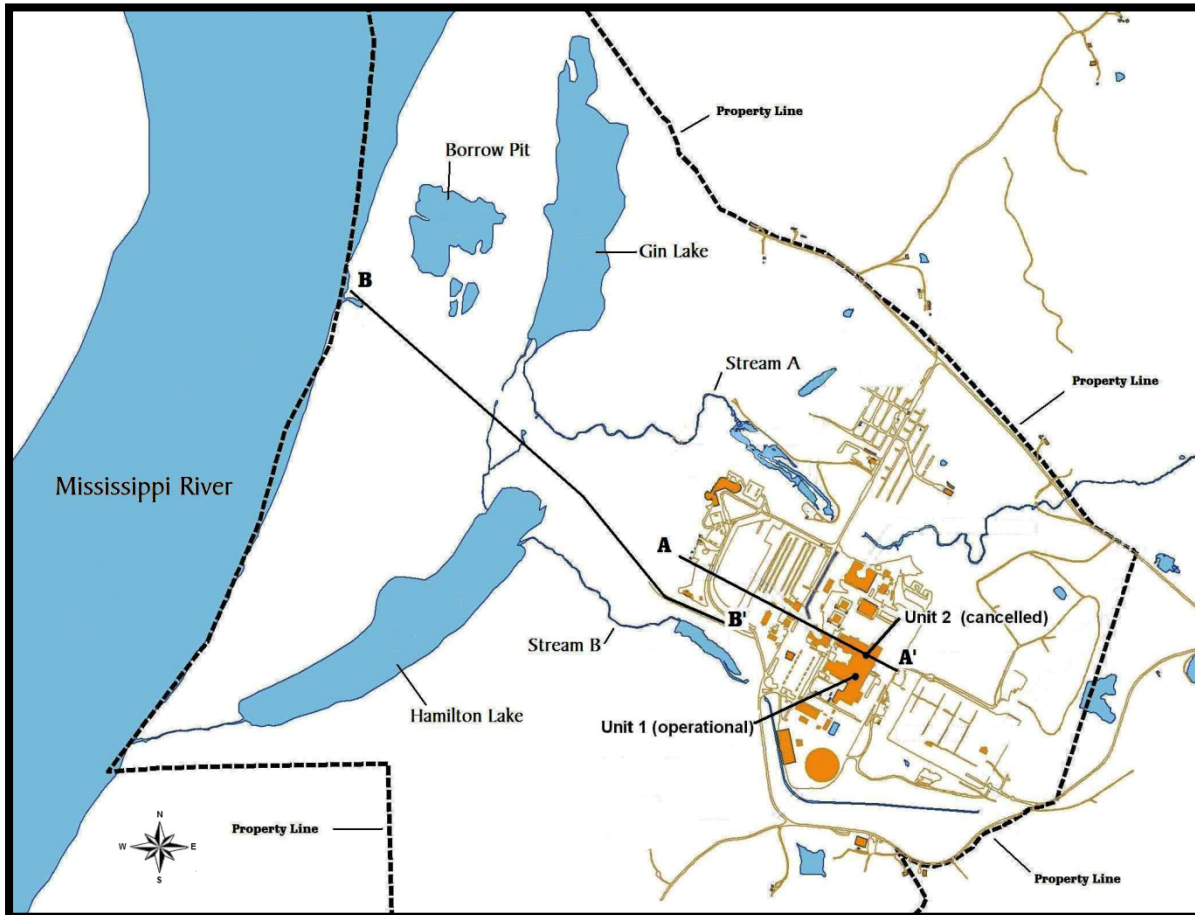 Property Line
Borrow Pit
Gin Lake
B
Stream A
Property Line
Mississippi River
A
B'
Unit 2 (cancelled)
Stream B
A'
Hamilton Lake
Unit 1 (operational)
Property Line
N
W E
S
Property Line